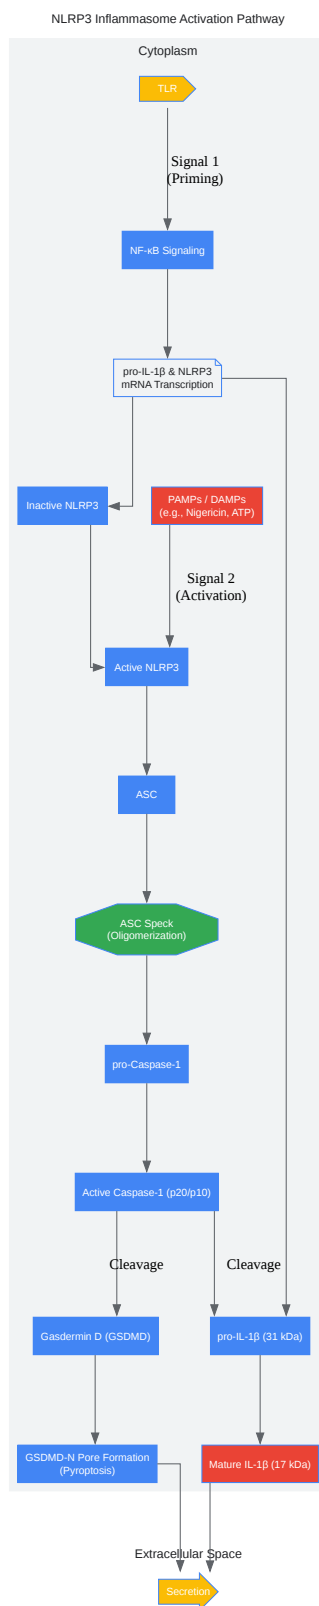 NLRP3 Inflammasome Activation Pathway
Cytoplasm
TLR
Signal 1
(Priming)
NF-κB Signaling
pro-IL-1β & NLRP3
mRNA Transcription
Inactive NLRP3
PAMPs / DAMPs
(e.g., Nigericin, ATP)
Signal 2
(Activation)
Active NLRP3
ASC
ASC Speck
(Oligomerization)
pro-Caspase-1
Active Caspase-1 (p20/p10)
Cleavage
Cleavage
Gasdermin D (GSDMD)
pro-IL-1β (31 kDa)
GSDMD-N Pore Formation
(Pyroptosis)
Mature IL-1β (17 kDa)
Extracellular Space
Secretion